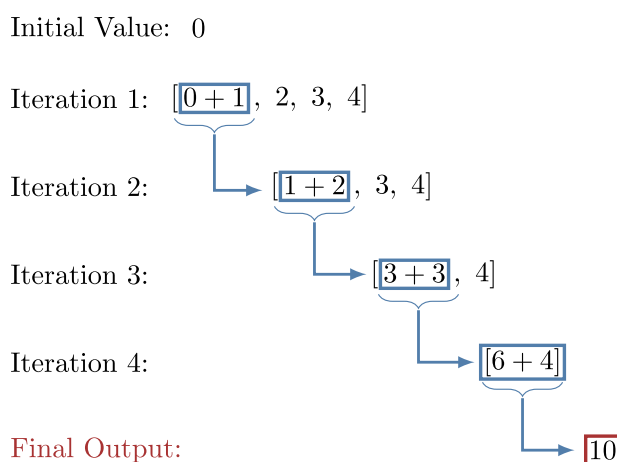 Initial Value: 0
Iteration 1: [0 + 1, 2, 3, 4]
Iteration 2: [1 + 2, 3, 4]
Iteration 3: [3 + 3, 4]
Iteration 4: [6 + 4]
Final Output: [10